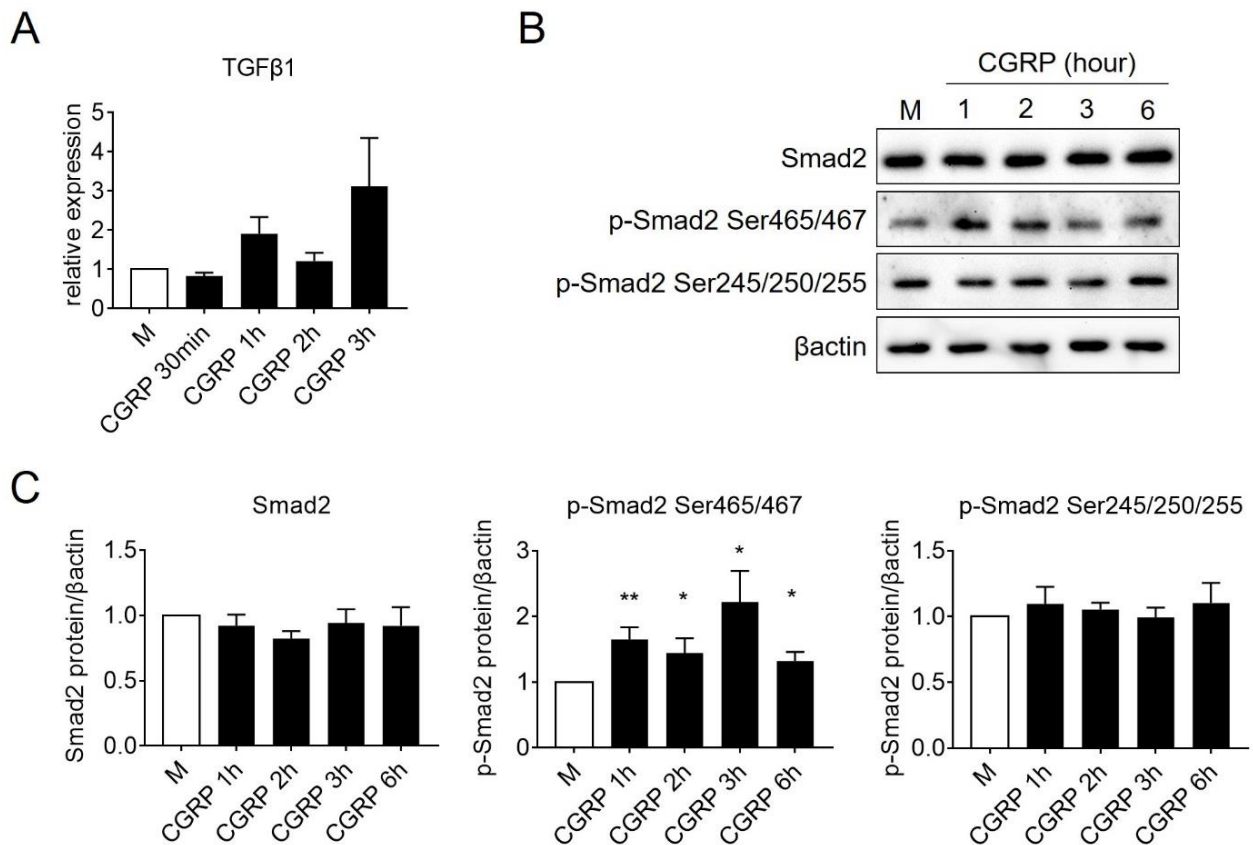 A
TGFβ1
relative expression
5
4
3
2
1
0
M
CGRP 30min
CGRP 1h
CGRP 2h
CGRP 3h
B
CGRP (hour)
M 1 2 3 6
Smad2
p-Smad2 Ser465/467
p-Smad2 Ser245/250/255
βactin
C
Smad2
Smad2 protein/βactin
1.5
1.0
0.5
0.0
M
CGRP 1h
CGRP 2h
CGRP 3h
CGRP 6h
p-Smad2 Ser465/467
p-Smad2 protein/βactin
3
2
1
0
** * * *
M
CGRP 1h
CGRP 2h
CGRP 3h
CGRP 6h
p-Smad2 Ser245/250/255
p-Smad2 protein/βactin
1.5
1.0
0.5
0.0
M
CGRP 1h
CGRP 2h
CGRP 3h
CGRP 6h